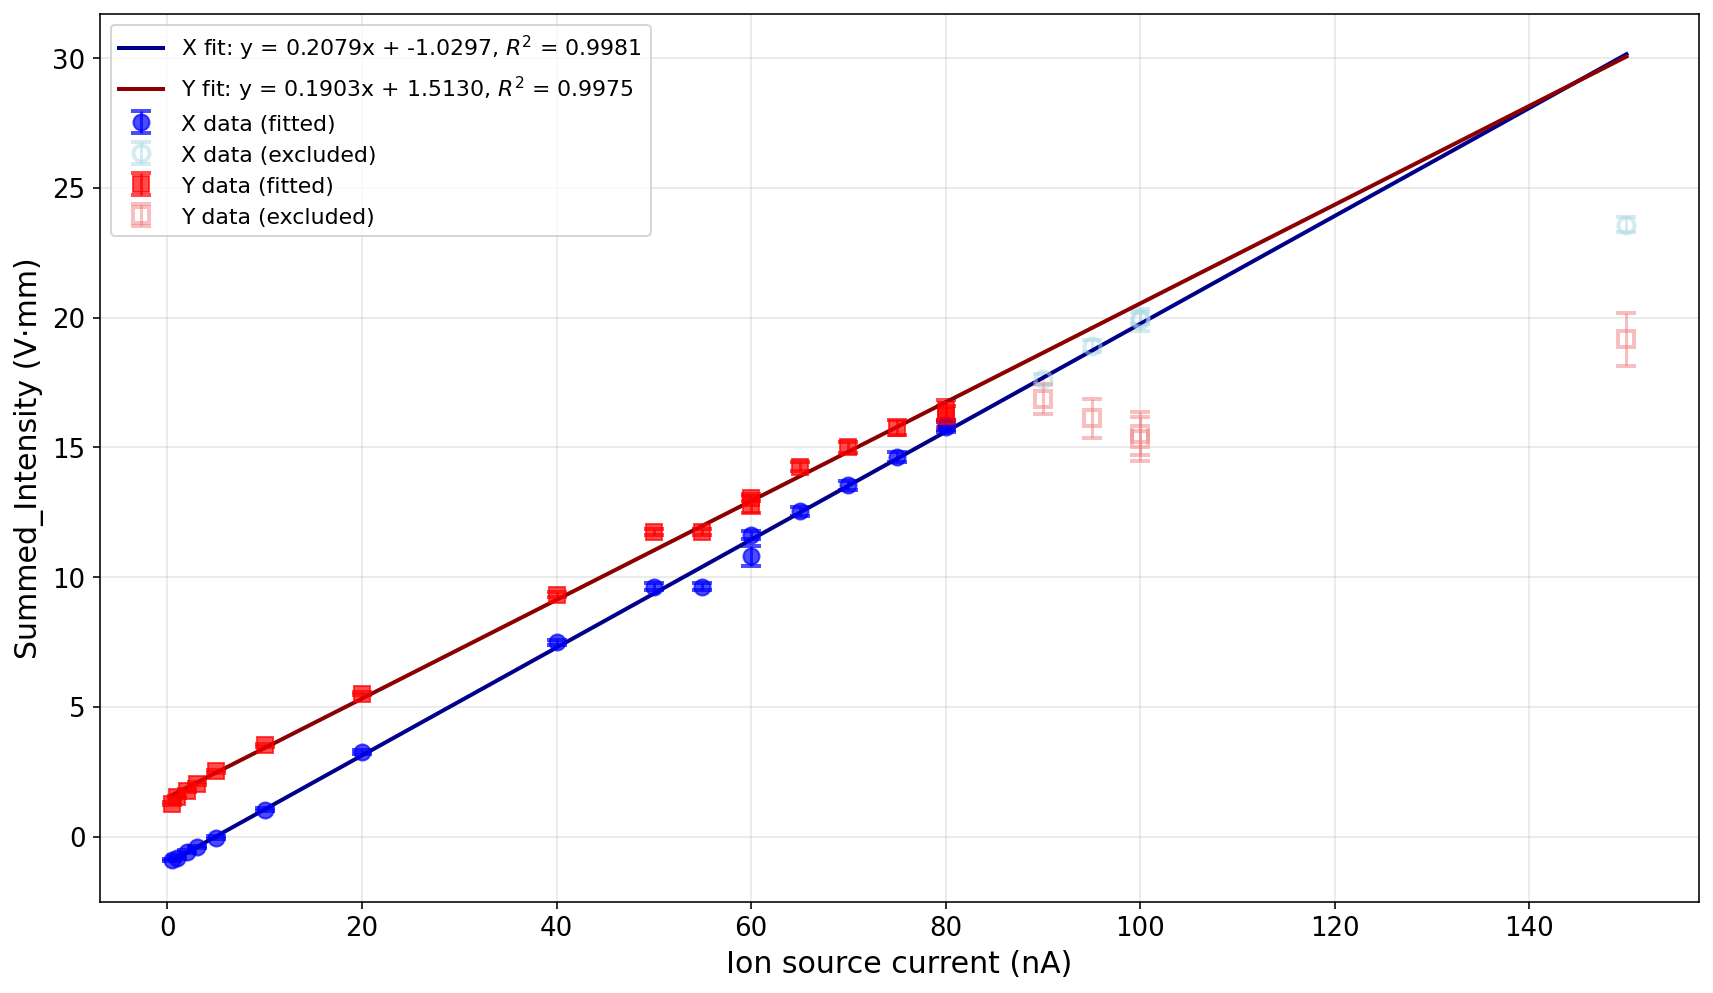 X fit: y = 0.2079x + -1.0297, R² = 0.9981
Y fit: y = 0.1903x + 1.5130, R² = 0.9975
X data (fitted)
X data (excluded)
Y data (fitted)
Y data (excluded)
30
25
20
15
10
5
0
Summed_Intensity (V·mm)
0 20 40 60 80 100 120 140
Ion source current (nA)